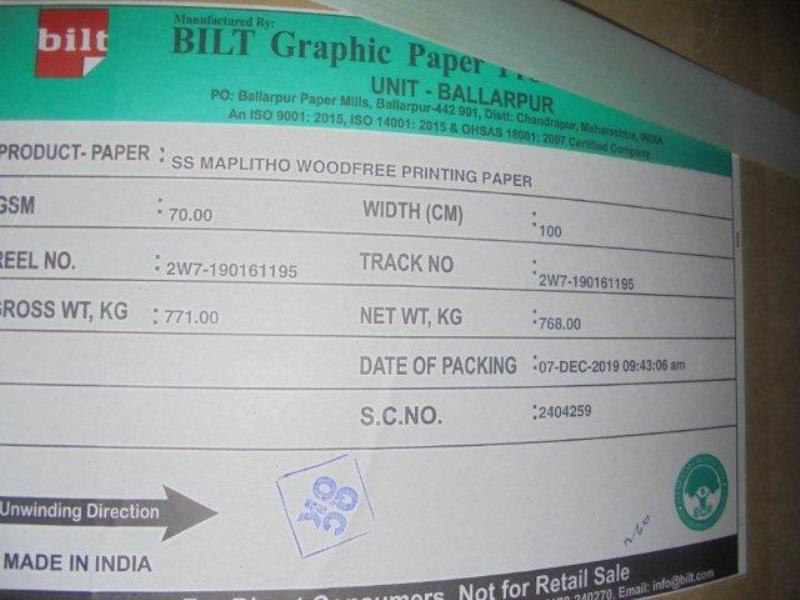 bilt
Manufactured By:
BILT Graphic Paper
UNIT - BALLARPUR
PO: Ballarpur Paper Mills, Ballarpur-442 901, Distt: Chandrapur, Maharashtra, INDIA
An ISO 9001: 2015, ISO 14001: 2015 & OHSAS 18001: 2007 Certified Company
PRODUCT- PAPER : SS MAPLITHO WOODFREE PRINTING PAPER
GSM : 70.00 WIDTH (CM) : 100
REEL NO. : 2W7-190161195 TRACK NO : 2W7-190161195
GROSS WT, KG : 771.00 NET WT, KG : 768.00
DATE OF PACKING : 07-DEC-2019 09:43:06 am
S.C.NO. : 2404259
OK
Unwinding Direction
MADE IN INDIA
Consumers, Not for Retail Sale
240270, Email: info@bilt.com